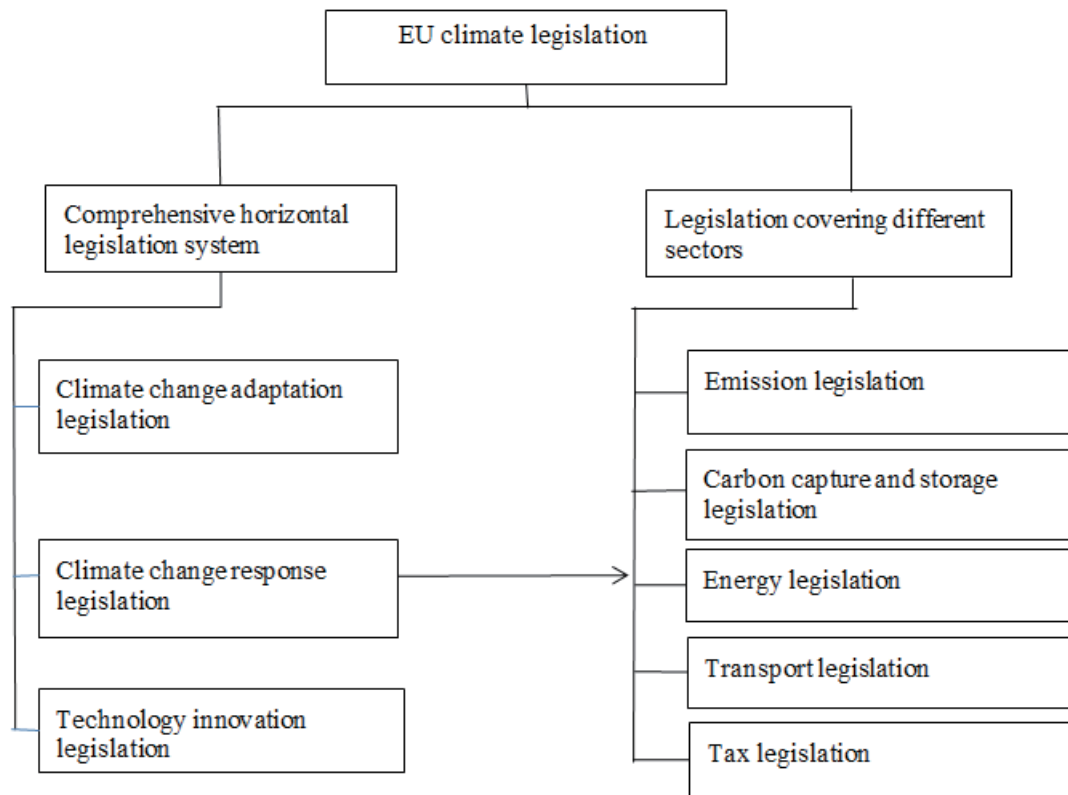 EU climate legislation
Comprehensive horizontal
legislation system
Legislation covering different
sectors
Climate change adaptation
legislation
Climate change response
legislation
Technology innovation
legislation
Emission legislation
Carbon capture and storage
legislation
Energy legislation
Transport legislation
Tax legislation